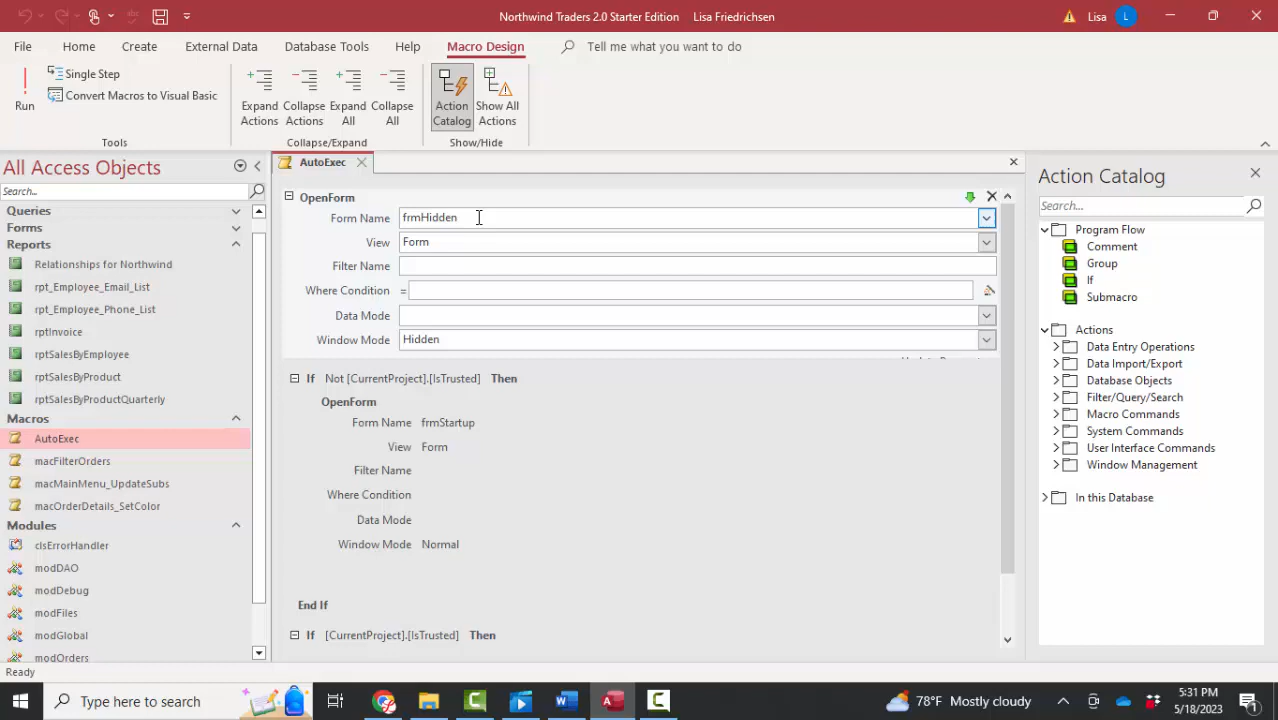 Northwind Traders 2.0 Starter Edition Lisa Friedrichsen
Lisa L
File Home Create External Data Database Tools Help Macro Design Tell me what you want to do
Run
Single Step
Convert Macros to Visual Basic
Expand Actions
Collapse Actions
Expand All
Collapse All
Action Catalog
Show All Actions
Tools Collapse/Expand Show/Hide
All Access Objects
Search...
Queries
Forms
Reports
Relationships for Northwind
rpt_Employee_Email_List
rpt_Employee_Phone_List
rptInvoice
rptSalesByEmployee
rptSalesByProduct
rptSalesByProductQuarterly
Macros
AutoExec
macFilterOrders
macMainMenu_UpdateSubs
macOrderDetails_SetColor
Modules
clsErrorHandler
modDAO
modDebug
modFiles
modGlobal
modOrders
AutoExec
OpenForm
Form Name frmHidden
View Form
Filter Name
Where Condition =
Data Mode
Window Mode Hidden
If Not [CurrentProject].[IsTrusted] Then
OpenForm
Form Name frmStartup
View Form
Filter Name
Where Condition
Data Mode
Window Mode Normal
End If
If [CurrentProject].[IsTrusted] Then
Action Catalog
Search...
Program Flow
Comment
Group
If
Submacro
Actions
Data Entry Operations
Data Import/Export
Database Objects
Filter/Query/Search
Macro Commands
System Commands
User Interface Commands
Window Management
In this Database
Ready
Type here to search
78°F Mostly cloudy
5:31 PM
5/18/2023
1